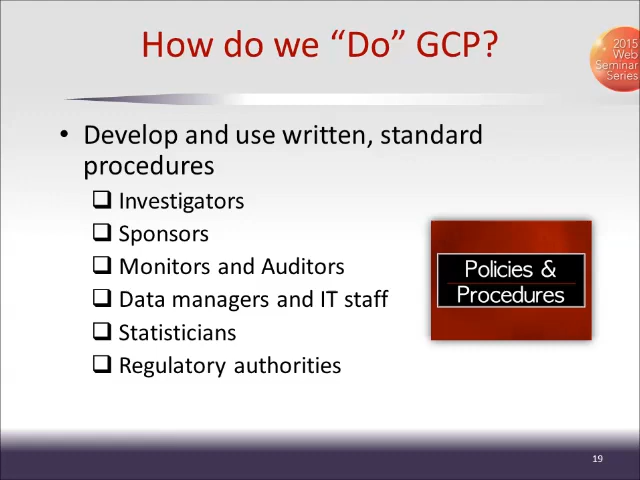 How do we “Do” GCP?
2015
Web
Seminar
Series
• Develop and use written, standard
procedures
❑ Investigators
❑ Sponsors
❑ Monitors and Auditors
❑ Data managers and IT staff
❑ Statisticians
❑ Regulatory authorities
Policies &
Procedures
19